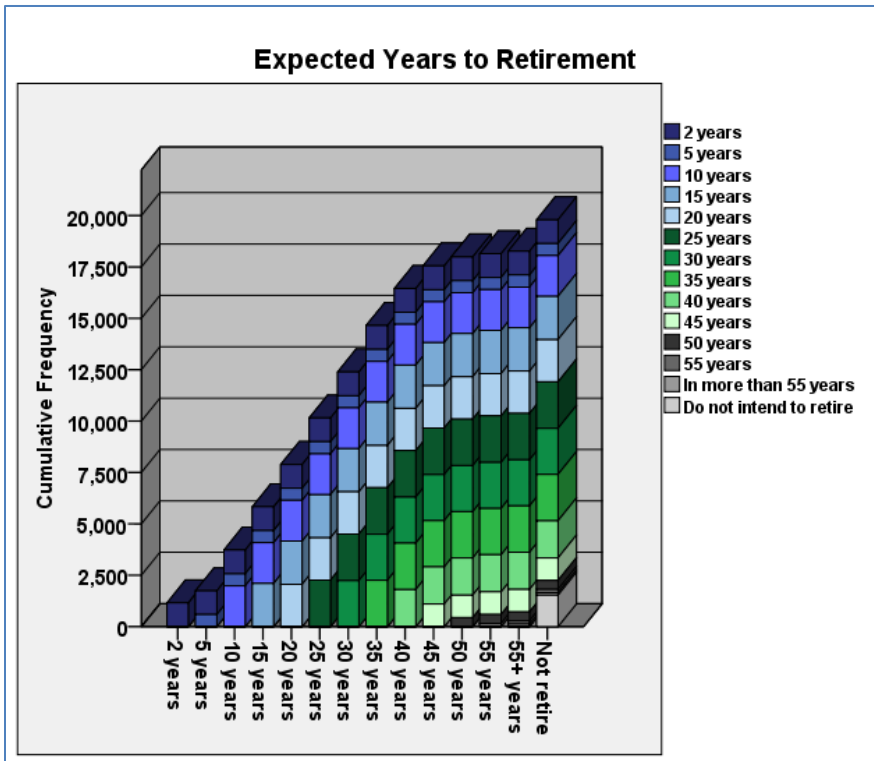 Expected Years to Retirement
2 years
5 years
10 years
15 years
20 years
25 years
30 years
35 years
40 years
45 years
50 years
55 years
In more than 55 years
Do not intend to retire
Cumulative Frequency
20,000
17,500
15,000
12,500
10,000
7,500
5,000
2,500
0
2 years
5 years
10 years
15 years
20 years
25 years
30 years
35 years
40 years
45 years
50 years
55 years
55+ years
Not retire